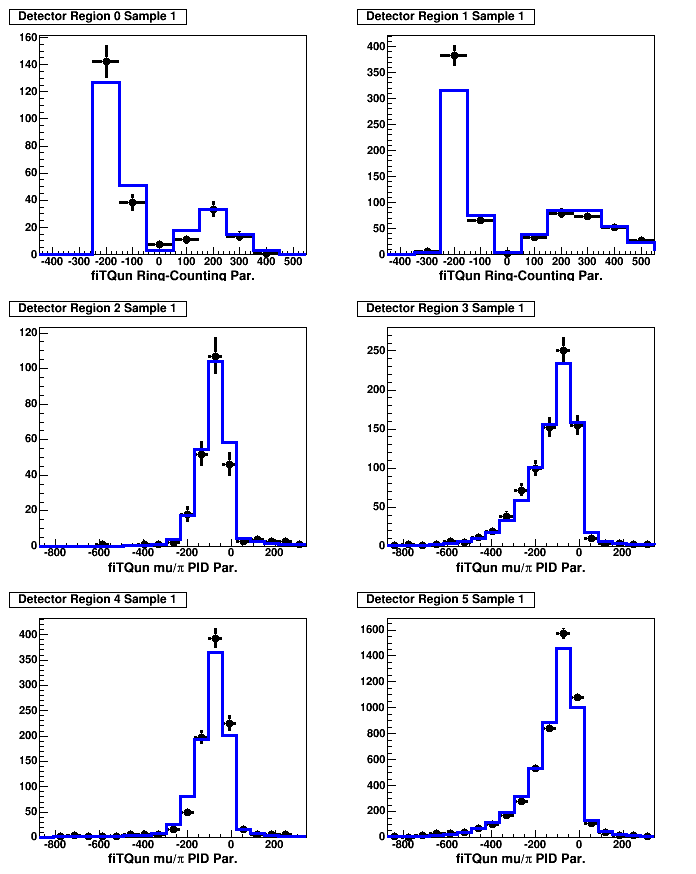 Detector Region 0 Sample 1
160
140
120
100
80
60
40
20
0
-400 -300 -200 -100 0 100 200 300 400 500
fiTQun Ring-Counting Par.
Detector Region 1 Sample 1
400
350
300
250
200
150
100
50
0
-400 -300 -200 -100 0 100 200 300 400 500
fiTQun Ring-Counting Par.
Detector Region 2 Sample 1
120
100
80
60
40
20
0
-800 -600 -400 -200 0 200
fiTQun mu/π PID Par.
Detector Region 3 Sample 1
250
200
150
100
50
0
-800 -600 -400 -200 0 200
fiTQun mu/π PID Par.
Detector Region 4 Sample 1
400
350
300
250
200
150
100
50
0
-800 -600 -400 -200 0 200
fiTQun mu/π PID Par.
Detector Region 5 Sample 1
1600
1400
1200
1000
800
600
400
200
0
-800 -600 -400 -200 0 200
fiTQun mu/π PID Par.